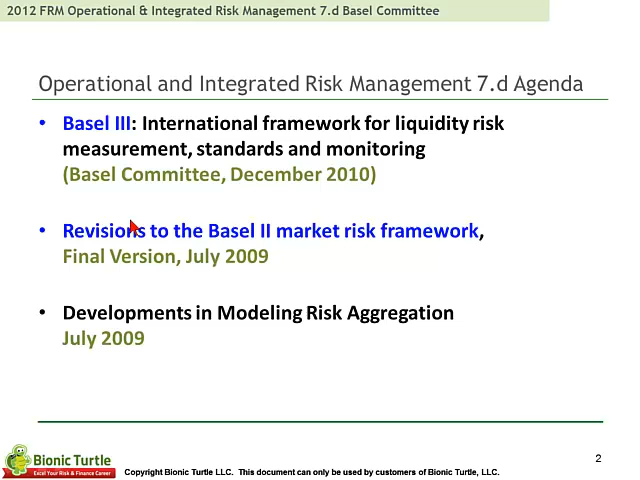 2012 FRM Operational & Integrated Risk Management 7.d Basel Committee
Operational and Integrated Risk Management 7.d Agenda
• Basel III: International framework for liquidity risk
measurement, standards and monitoring
(Basel Committee, December 2010)
• Revisions to the Basel II market risk framework,
Final Version, July 2009
• Developments in Modeling Risk Aggregation
July 2009
2
Bionic Turtle
Excel Your Risk & Finance Career
Copyright Bionic Turtle LLC. This document can only be used by customers of Bionic Turtle, LLC.